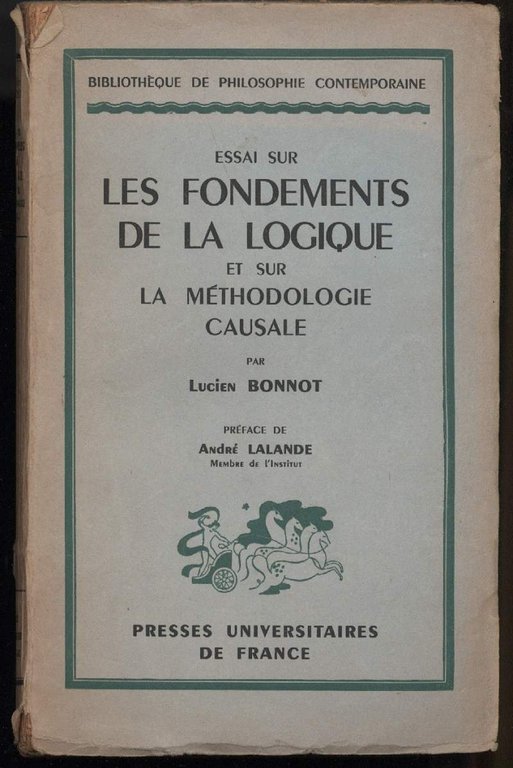 BIBLIOTHÈQUE DE PHILOSOPHIE CONTEMPORAINE
ESSAI SUR
LES FONDEMENTS
DE LA LOGIQUE
ET SUR
LA MÉTHODOLOGIE
CAUSALE
PAR
Lucien BONNOT
PRÉFACE DE
André LALANDE
Membre de l'Institut
PRESSES UNIVERSITAIRES
DE FRANCE